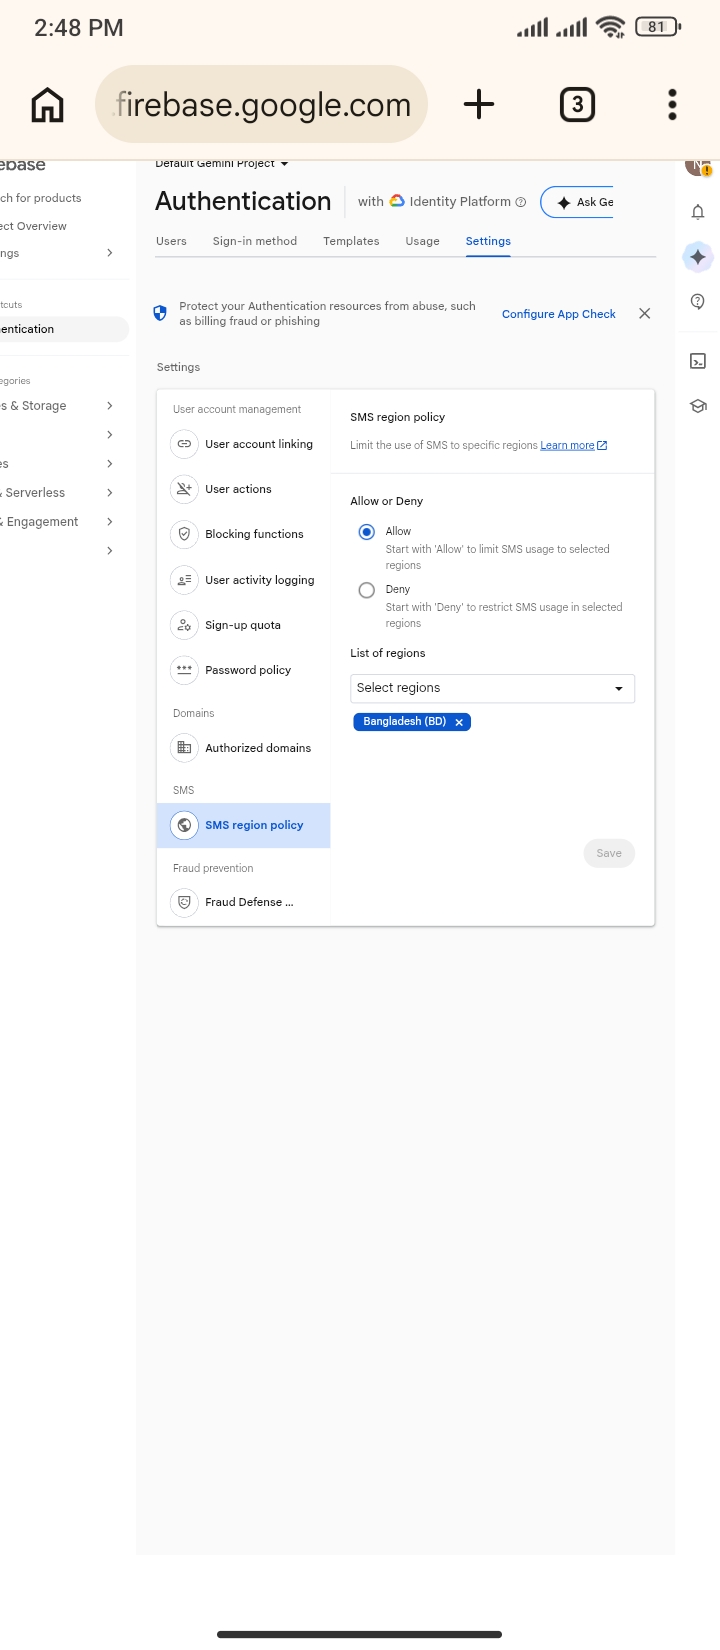 2:48 PM
81
firebase.google.com
3
ebase
Default Gemini Project
Authentication
with Identity Platform
Ask Ge
ch for products
ect Overview
ngs
Users
Sign-in method
Templates
Usage
Settings
tcuts
entication
egories
s & Storage
es
& Serverless
& Engagement
Protect your Authentication resources from abuse, such
as billing fraud or phishing
Configure App Check
Settings
User account management
User account linking
User actions
Blocking functions
User activity logging
Sign-up quota
Password policy
Domains
Authorized domains
SMS
SMS region policy
Fraud prevention
Fraud Defense ...
SMS region policy
Limit the use of SMS to specific regions Learn more
Allow or Deny
Allow
Start with 'Allow' to limit SMS usage to selected
regions
Deny
Start with 'Deny' to restrict SMS usage in selected
regions
List of regions
Select regions
Bangladesh (BD)
Save